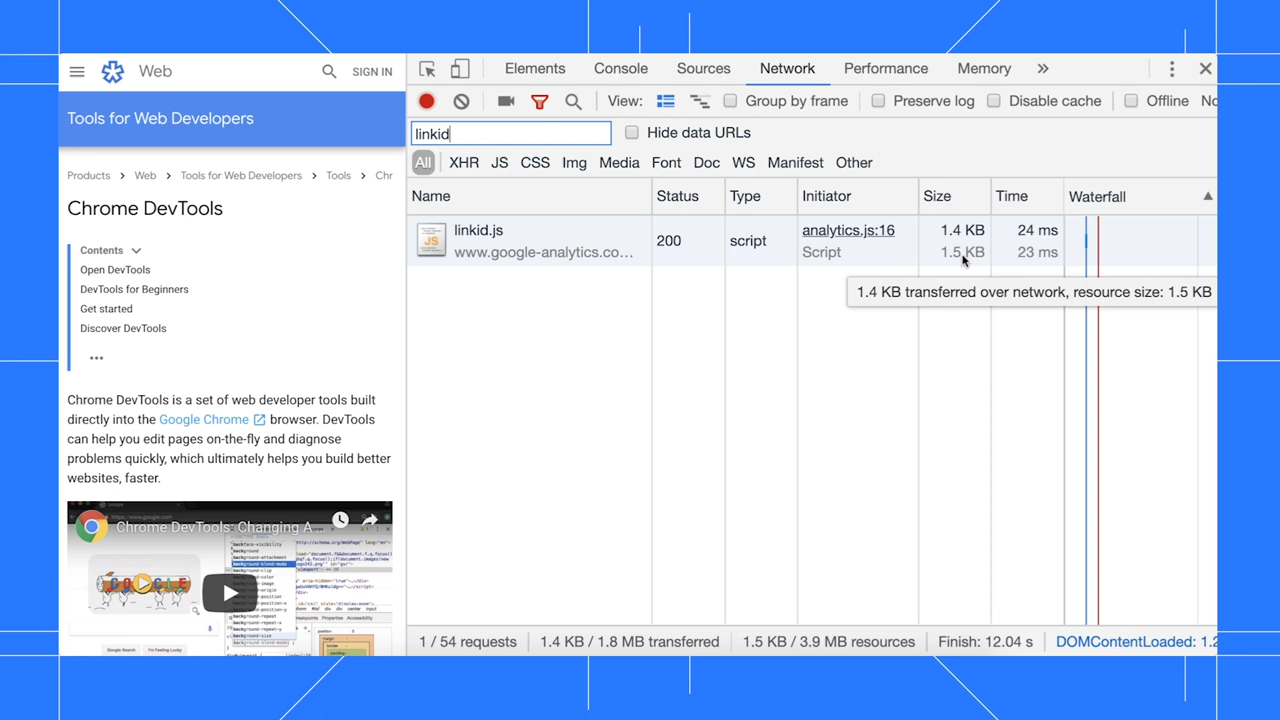 Web
SIGN IN
Tools for Web Developers
Products
Web
Tools for Web Developers
Tools
Chr
Chrome DevTools
Contents
Open DevTools
DevTools for Beginners
Get started
Discover DevTools
•••
Chrome DevTools is a set of web developer tools built
directly into the Google Chrome browser. DevTools
can help you edit pages on-the-fly and diagnose
problems quickly, which ultimately helps you build better
websites, faster.
Chrome DevTools: Changing A
GOOGLE
Google Search
I'm Feeling Lucky
Elements Console Sources Network Performance Memory »
View:
Group by frame
Preserve log
Disable cache
Offline
No
linkid
Hide data URLs
All XHR JS CSS Img Media Font Doc WS Manifest Other
Name Status Type Initiator Size Time Waterfall
JS
linkid.js
www.google-analytics.co…
200
script
analytics.js:16
Script
1.4 KB
1.5 KB
24 ms
23 ms
1.4 KB transferred over network, resource size: 1.5 KB
1 / 54 requests
1.4 KB / 1.8 MB transferred
1.5 KB / 3.9 MB resources
Finish: 12.04 s
DOMContentLoaded: 1.2